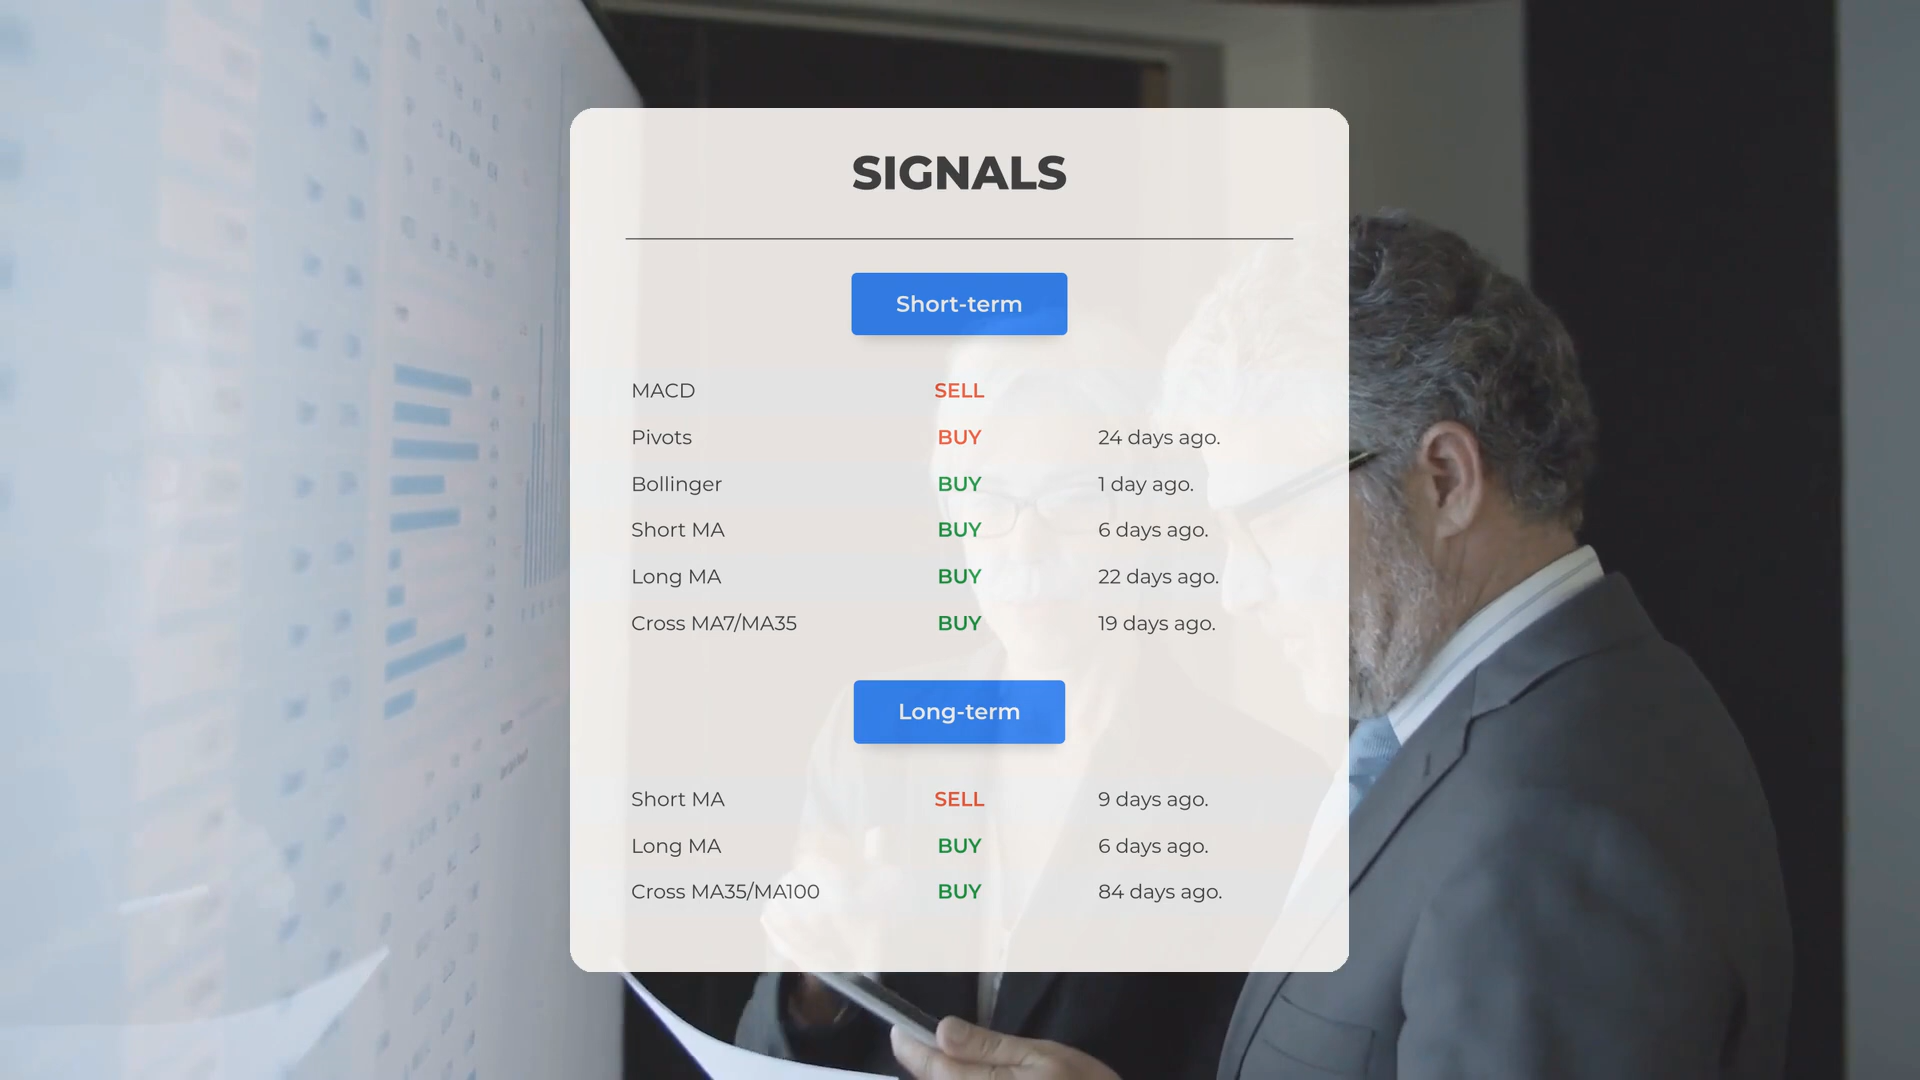 SIGNALS
Short-term
MACD SELL
Pivots BUY 24 days ago.
Bollinger BUY 1 day ago.
Short MA BUY 6 days ago.
Long MA BUY 22 days ago.
Cross MA7/MA35 BUY 19 days ago.
Long-term
Short MA SELL 9 days ago.
Long MA BUY 6 days ago.
Cross MA35/MA100 BUY 84 days ago.